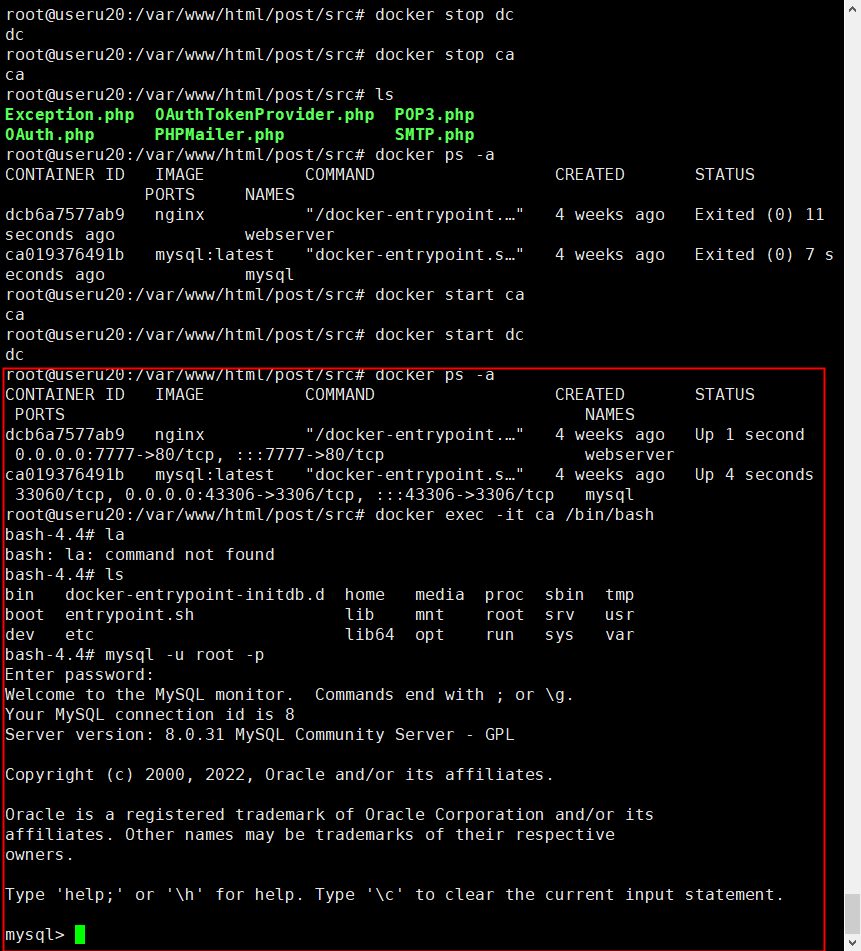 root@useru20:/var/www/html/post/src# docker stop dc
dc
root@useru20:/var/www/html/post/src# docker stop ca
ca
root@useru20:/var/www/html/post/src# ls
Exception.php  OAuthTokenProvider.php  POP3.php
OAuth.php      PHPMailer.php           SMTP.php
root@useru20:/var/www/html/post/src# docker ps -a
CONTAINER ID   IMAGE          COMMAND                  CREATED       STATUS
              PORTS     NAMES
dcb6a7577ab9   nginx          "/docker-entrypoint.…"   4 weeks ago   Exited (0) 11
seconds ago             webserver
ca019376491b   mysql:latest   "docker-entrypoint.s…"   4 weeks ago   Exited (0) 7 s
econds ago              mysql
root@useru20:/var/www/html/post/src# docker start ca
ca
root@useru20:/var/www/html/post/src# docker start dc
dc
root@useru20:/var/www/html/post/src# docker ps -a
CONTAINER ID   IMAGE          COMMAND                  CREATED       STATUS
 PORTS                                                    NAMES
dcb6a7577ab9   nginx          "/docker-entrypoint.…"   4 weeks ago   Up 1 second
 0.0.0.0:7777->80/tcp, :::7777->80/tcp                    webserver
ca019376491b   mysql:latest   "docker-entrypoint.s…"   4 weeks ago   Up 4 seconds
 33060/tcp, 0.0.0.0:43306->3306/tcp, :::43306->3306/tcp   mysql
root@useru20:/var/www/html/post/src# docker exec -it ca /bin/bash
bash-4.4# la
bash: la: command not found
bash-4.4# ls
bin   docker-entrypoint-initdb.d  home   media  proc  sbin  tmp
boot  entrypoint.sh               lib    mnt    root  srv   usr
dev   etc                         lib64  opt    run   sys   var
bash-4.4# mysql -u root -p
Enter password:
Welcome to the MySQL monitor.  Commands end with ; or \g.
Your MySQL connection id is 8
Server version: 8.0.31 MySQL Community Server - GPL

Copyright (c) 2000, 2022, Oracle and/or its affiliates.

Oracle is a registered trademark of Oracle Corporation and/or its
affiliates. Other names may be trademarks of their respective
owners.

Type 'help;' or '\h' for help. Type '\c' to clear the current input statement.

mysql>